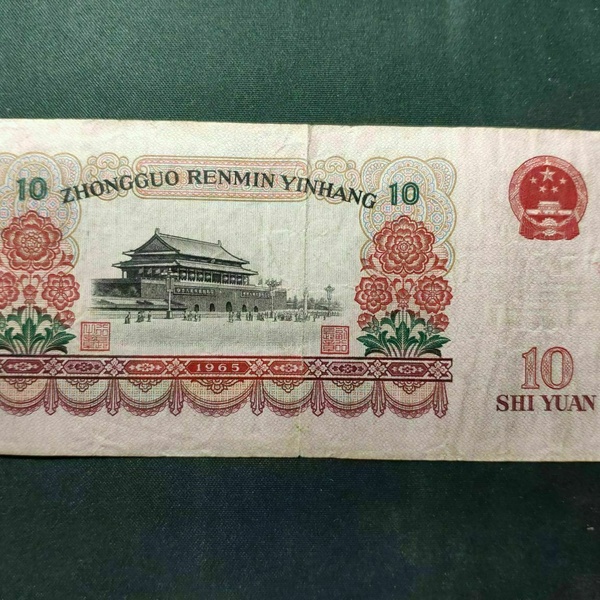 10 ZHONGGUO RENMIN YINHANG 10
1965
10
SHI YUAN